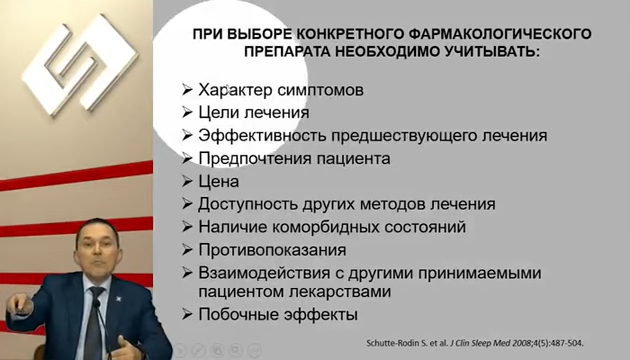 ПРИ ВЫБОРЕ КОНКРЕТНОГО ФАРМАКОЛОГИЧЕСКОГО
ПРЕПАРАТА НЕОБХОДИМО УЧИТЫВАТЬ:
➢ Характер симптомов
➢ Цели лечения
➢ Эффективность предшествующего лечения
➢ Предпочтения пациента
➢ Цена
➢ Доступность других методов лечения
➢ Наличие коморбидных состояний
➢ Противопоказания
➢ Взаимодействия с другими принимаемыми
пациентом лекарствами
➢ Побочные эффекты
Schutte-Rodin S. et al. J Clin Sleep Med 2008;4(5):487-504.